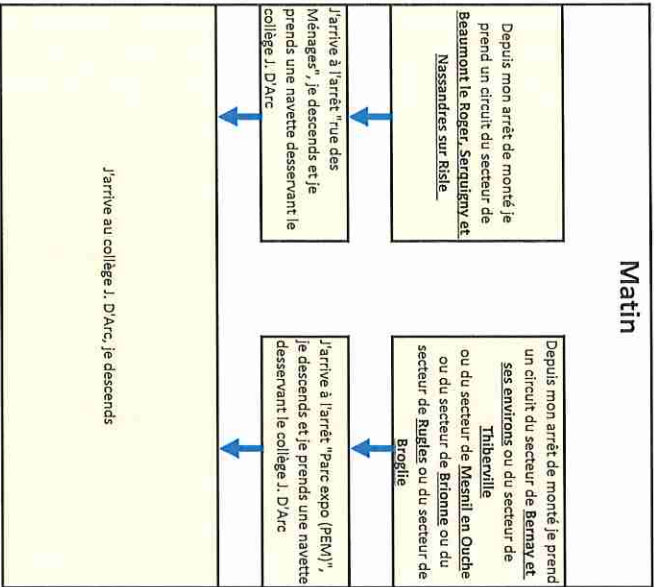 Matin
Depuis mon arrêt de monté je
prend un circuit du secteur de
Beaumont le Roger, Serquigny et
Nassandres sur Risle
J'arrive à l'arrêt "rue des
Ménages", je descends et je
prends une navette desservant le
collège J. D'Arc
Depuis mon arrêt de monté je prend
un circuit du secteur de Bernay et
ses environs ou du secteur de
Thiberville
ou du secteur de Mesnil en Ouche
ou du secteur de Brionne ou du
secteur de Rugles ou du secteur de
Broglie
J'arrive à l'arrêt "Parc expo (PEM)",
je descends et je prends une navette
desservant le collège J. D'Arc
J'arrive au collège J. D'Arc, je descends